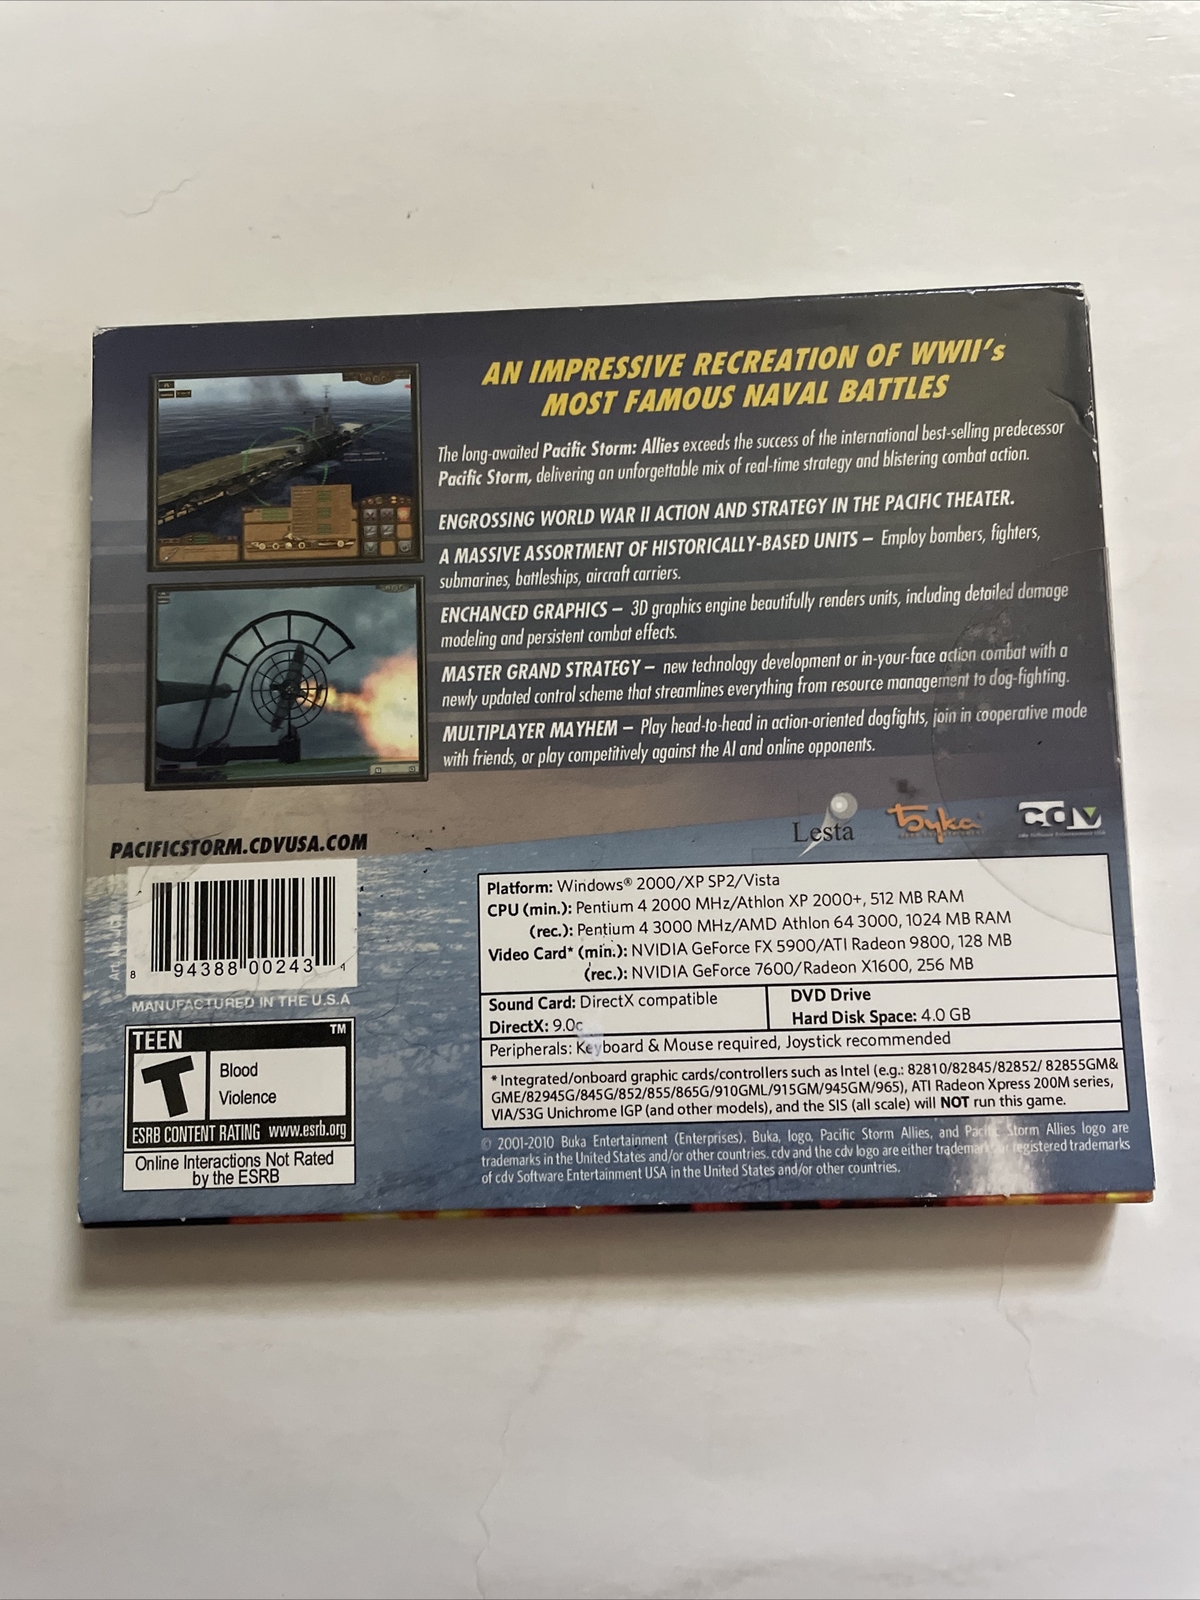 AN IMPRESSIVE RECREATION OF WWII's
MOST FAMOUS NAVAL BATTLES
The long-awaited Pacific Storm: Allies exceeds the success of the international best-selling predecessor
Pacific Storm, delivering an unforgettable mix of real-time strategy and blistering combat action.
ENGROSSING WORLD WAR II ACTION AND STRATEGY IN THE PACIFIC THEATER.
A MASSIVE ASSORTMENT OF HISTORICALLY-BASED UNITS – Employ bombers, fighters,
submarines, battleships, aircraft carriers.
ENCHANCED GRAPHICS – 3D graphics engine beautifully renders units, including detailed damage
modeling and persistent combat effects.
MASTER GRAND STRATEGY – new technology development or in-your-face action combat with a
newly updated control scheme that streamlines everything from resource management to dog-fighting.
MULTIPLAYER MAYHEM – Play head-to-head in action-oriented dogfights, join in cooperative mode
with friends, or play competitively against the AI and online opponents.
Lesta
Бука
cdv
PACIFICSTORM.CDVUSA.COM
8 94388 00243 4
MANUFACTURED IN THE U.S.A
TEEN TM
T
Blood
Violence
ESRB CONTENT RATING www.esrb.org
Online Interactions Not Rated
by the ESRB
Platform: Windows® 2000/XP SP2/Vista
CPU (min.): Pentium 4 2000 MHz/Athlon XP 2000+, 512 MB RAM
(rec.): Pentium 4 3000 MHz/AMD Athlon 64 3000, 1024 MB RAM
Video Card* (min.): NVIDIA GeForce FX 5900/ATI Radeon 9800, 128 MB
(rec.): NVIDIA GeForce 7600/Radeon X1600, 256 MB
Sound Card: DirectX compatible
DirectX: 9.0c
DVD Drive
Hard Disk Space: 4.0 GB
Peripherals: Keyboard & Mouse required, Joystick recommended
* Integrated/onboard graphic cards/controllers such as Intel (e.g.: 82810/82845/82852/ 82855GM&
GME/82945G/845G/852/855/865G/910GML/915GM/945GM/965), ATI Radeon Xpress 200M series,
VIA/S3G Unichrome IGP (and other models), and the SIS (all scale) will NOT run this game.
© 2001-2010 Buka Entertainment (Enterprises), Buka, logo, Pacific Storm Allies, and Pacific Storm Allies logo are
trademarks in the United States and/or other countries. cdv and the cdv logo are either trademarks or registered trademarks
of cdv Software Entertainment USA in the United States and/or other countries.